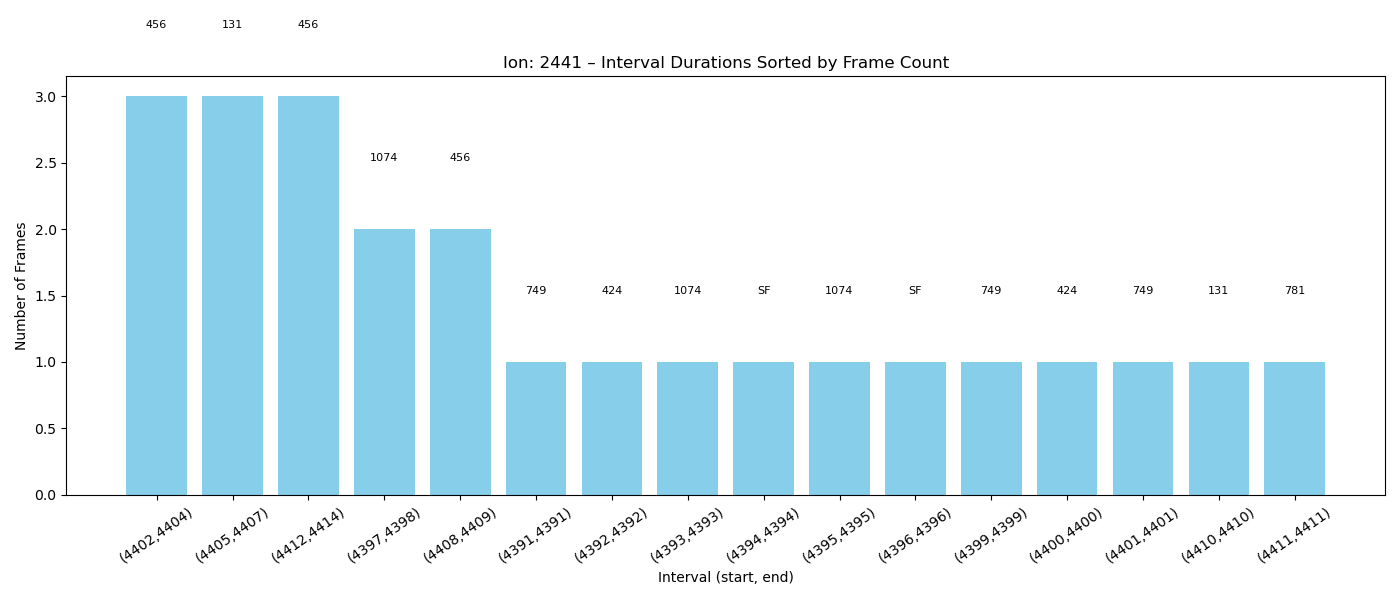 456 131 456
Ion: 2441 – Interval Durations Sorted by Frame Count
3.0
2.5
2.0
1.5
1.0
0.5
0.0
Number of Frames
1074 456
749 424 1074 SF 1074 SF 749 424 749 131 781
(4402,4404) (4405,4407) (4412,4414) (4397,4398) (4408,4409) (4391,4391) (4392,4392) (4393,4393) (4394,4394) (4395,4395) (4396,4396) (4399,4399) (4400,4400) (4401,4401) (4410,4410) (4411,4411)
Interval (start, end)